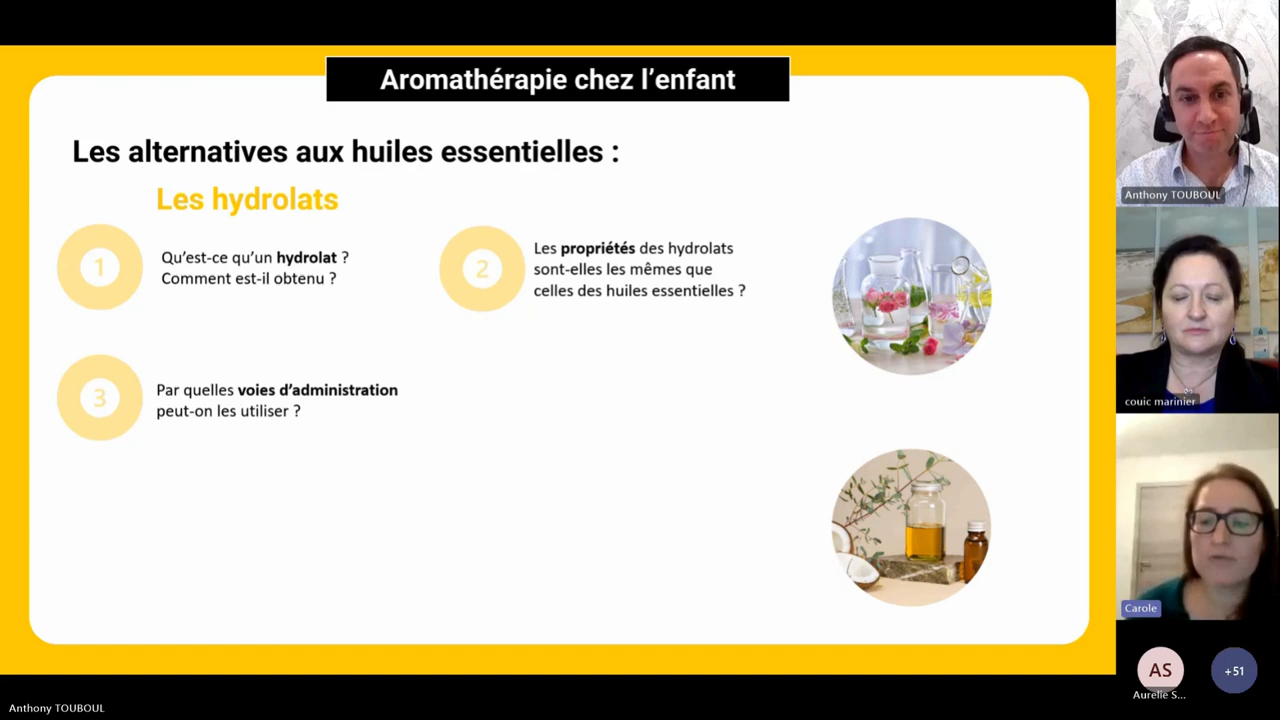 Aromathérapie chez l’enfant
Les alternatives aux huiles essentielles :
Les hydrolats
1
Qu’est-ce qu’un hydrolat ?
Comment est-il obtenu ?
2
Les propriétés des hydrolats
sont-elles les mêmes que
celles des huiles essentielles ?
3
Par quelles voies d’administration
peut-on les utiliser ?
Anthony TOUBOUL
couic marinier
Carole
AS
Aurelie S...
+51
Anthony TOUBOUL